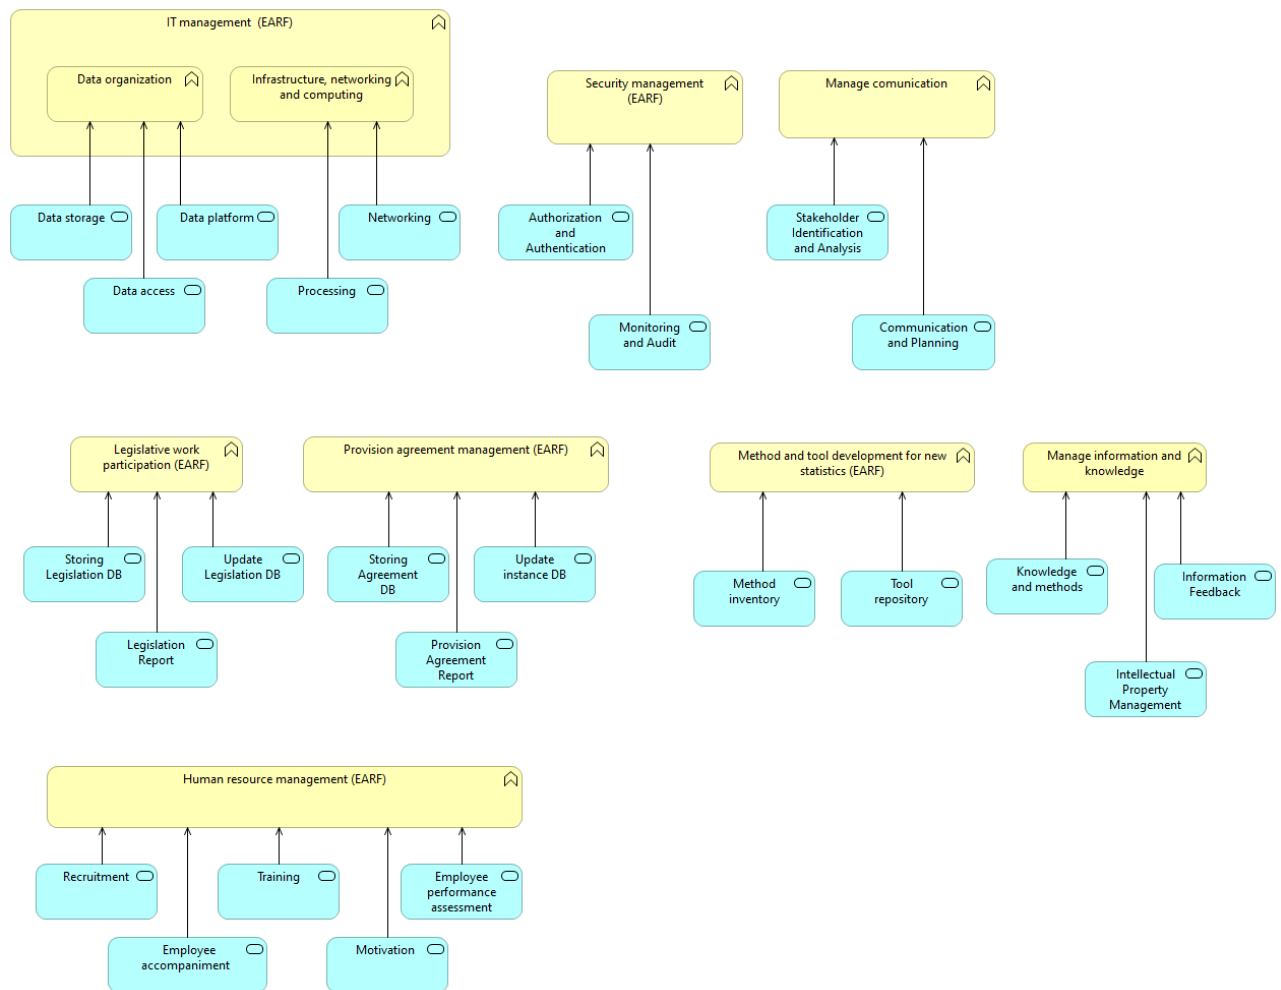 IT management  (EARF)
Data organization
Infrastructure, networking
and computing
Security management
(EARF)
Manage comunication
Data storage
Data platform
Networking
Authorization
and
Authentication
Stakeholder
Identification
and Analysis
Data access
Processing
Monitoring
and Audit
Communication
and Planning
Legislative work
participation (EARF)
Provision agreement management (EARF)
Method and tool development for new
statistics (EARF)
Manage information and
knowledge
Storing
Legislation DB
Update
Legislation DB
Storing
Agreement
DB
Update
instance DB
Method
inventory
Tool
repository
Knowledge
and methods
Information
Feedback
Legislation
Report
Provision
Agreement
Report
Intellectual
Property
Management
Human resource management (EARF)
Recruitment
Training
Employee
performance
assessment
Employee
accompaniment
Motivation